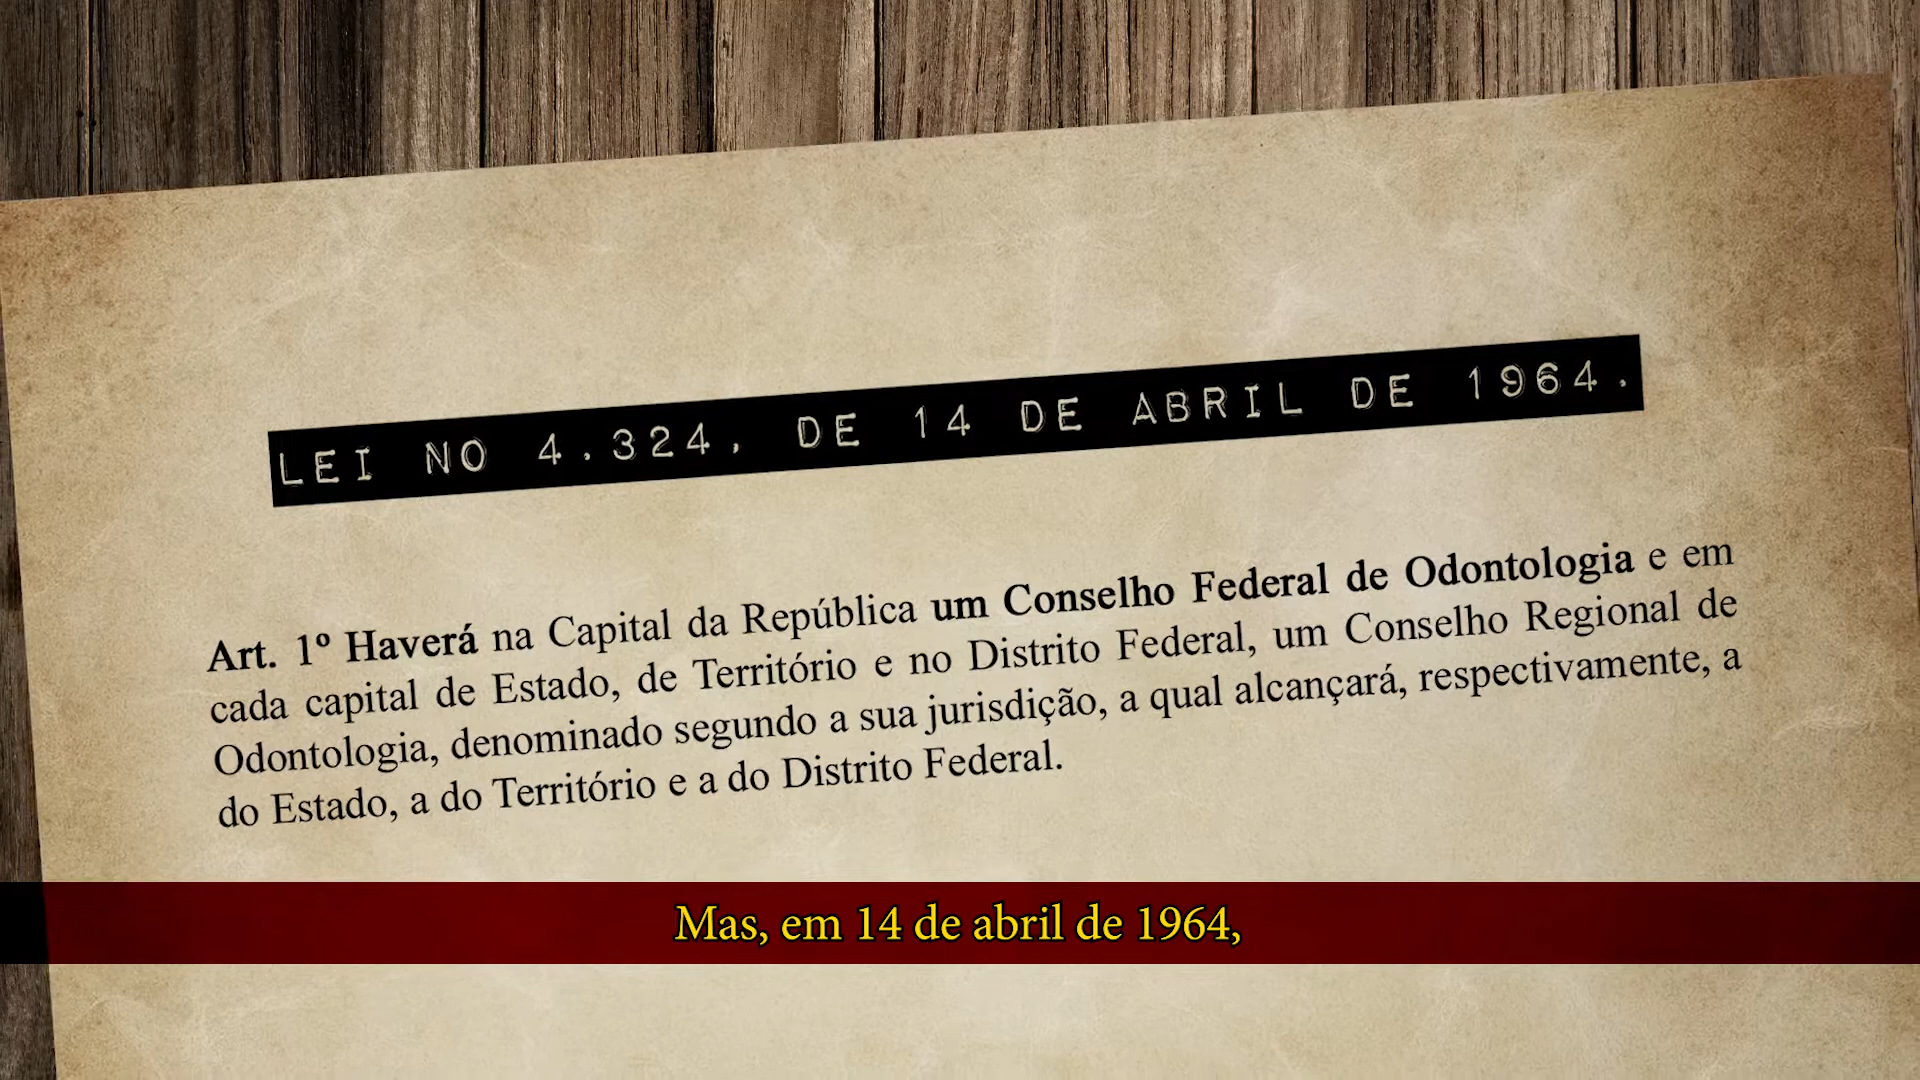 LEI NO 4.324, DE 14 DE ABRIL DE 1964.
Art. 1º Haverá na Capital da República um Conselho Federal de Odontologia e em
cada capital de Estado, de Território e no Distrito Federal, um Conselho Regional de
Odontologia, denominado segundo a sua jurisdição, a qual alcançará, respectivamente, a
do Estado, a do Território e a do Distrito Federal.
Mas, em 14 de abril de 1964,